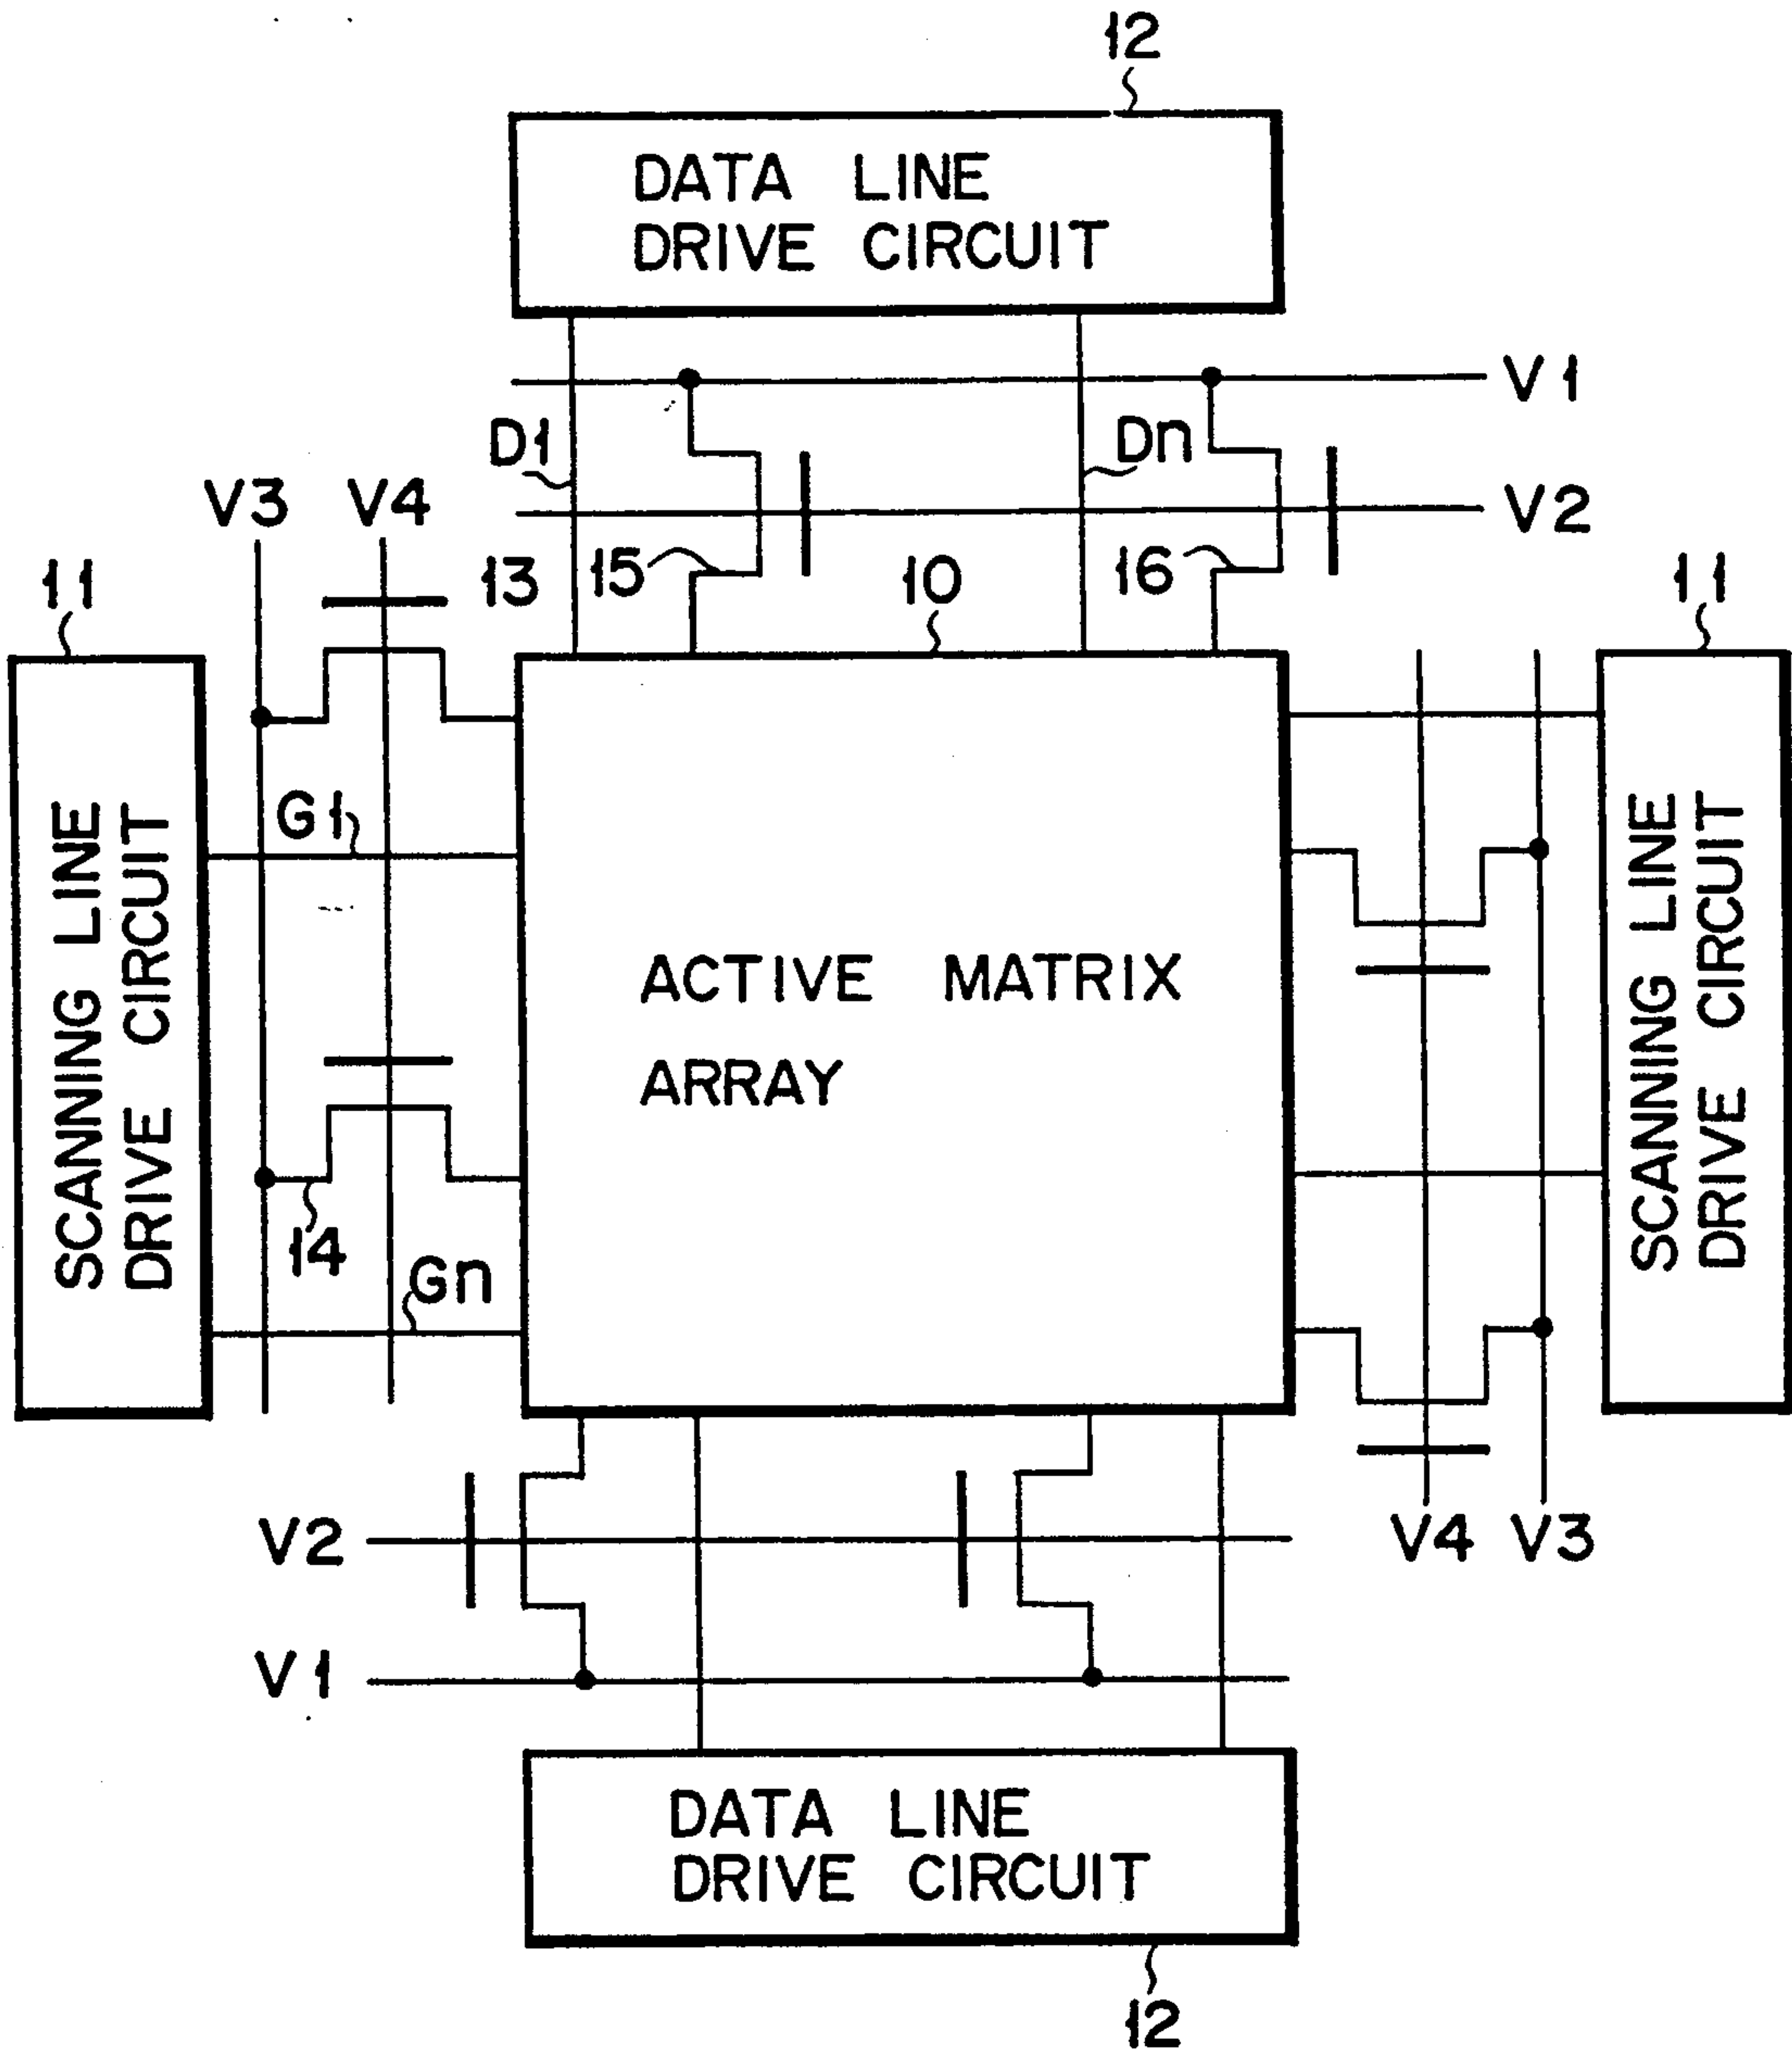 12
DATA LINE
DRIVE CIRCUIT
V1
D1
Dn
V3
V4
V2
11
13
15
10
16
11
SCANNING LINE
DRIVE CIRCUIT
G1
ACTIVE MATRIX
ARRAY
SCANNING LINE
DRIVE CIRCUIT
14
Gn
V2
V4
V3
V1
DATA LINE
DRIVE CIRCUIT
12